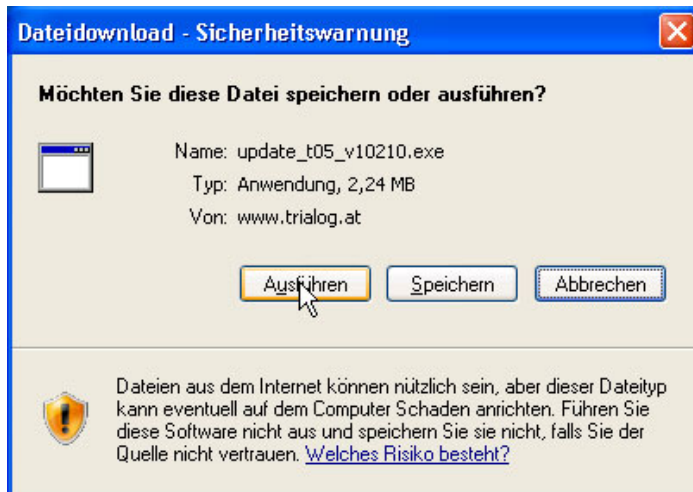 Dateidownload - Sicherheitswarnung
Möchten Sie diese Datei speichern oder ausführen?
Name: update_t05_v10210.exe
Typ: Anwendung, 2,24 MB
Von: www.trialog.at
Ausführen Speichern Abbrechen
Dateien aus dem Internet können nützlich sein, aber dieser Dateityp
kann eventuell auf dem Computer Schaden anrichten. Führen Sie
diese Software nicht aus und speichern Sie sie nicht, falls Sie der
Quelle nicht vertrauen. Welches Risiko besteht?